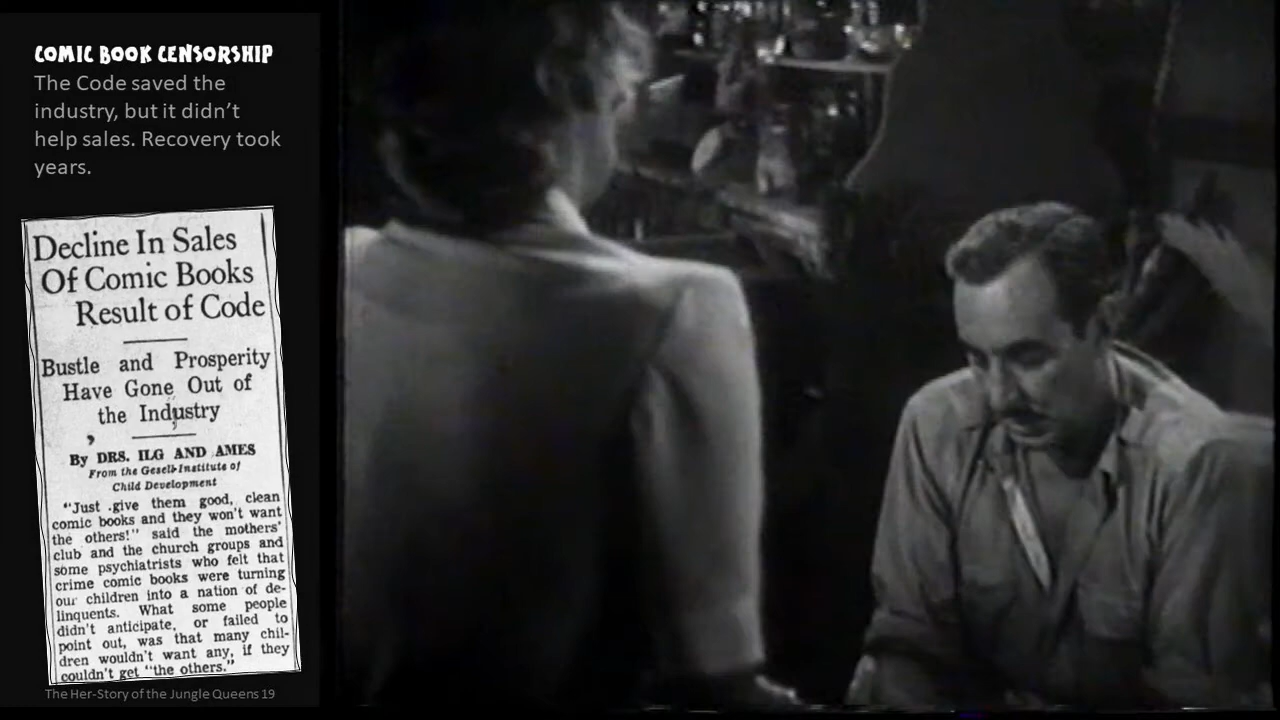 COMIC BOOK CENSORSHIP
The Code saved the
industry, but it didn’t
help sales. Recovery took
years.
Decline In Sales
Of Comic Books
Result of Code
Bustle and Prosperity
Have Gone Out of
the Industry
By DRS. ILG AND AMES
From the Gesell Institute of
Child Development
"Just give them good, clean
comic books and they won't want
the others!" said the mothers'
club and the church groups and
some psychiatrists who felt that
crime comic books were turning
our children into a nation of de-
linquents. What some people
didn't anticipate, or failed to
point out, was that many chil-
dren wouldn't want any, if they
couldn't get "the others."
The Her-Story of the Jungle Queens 19